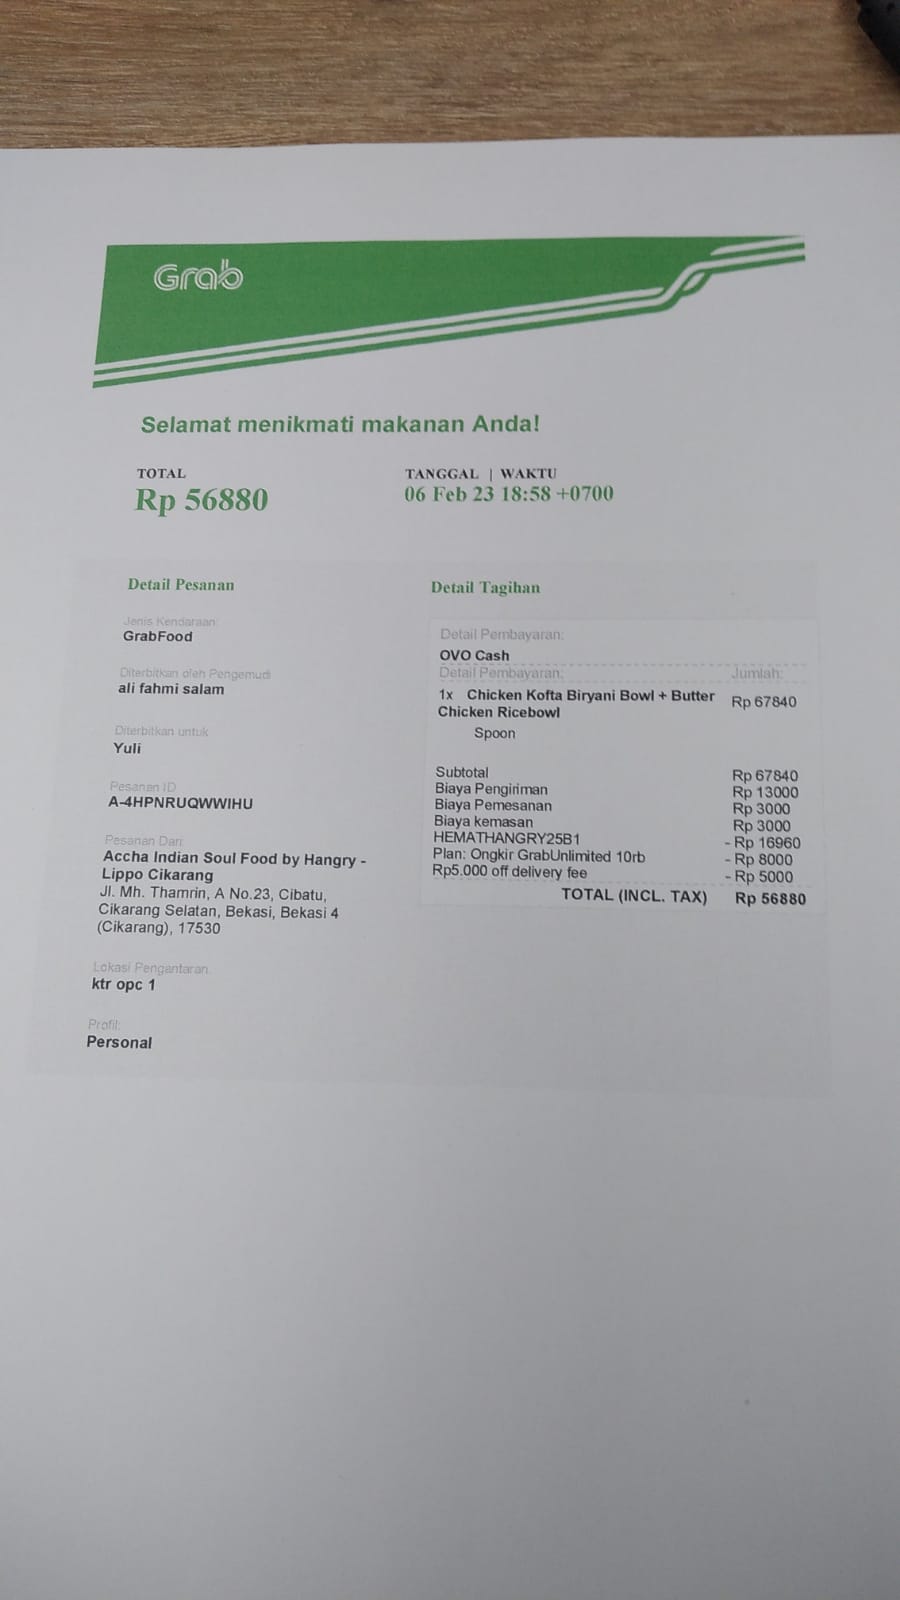 Grab
Selamat menikmati makanan Anda!
TOTAL
Rp 56880
TANGGAL | WAKTU
06 Feb 23 18:58 +0700
Detail Pesanan
Jenis Kendaraan:
GrabFood
Diterbitkan oleh Pengemudi
ali fahmi salam
Diterbitkan untuk
Yuli
Pesanan ID
A-4HPNRUQWWIHU
Pesanan Dari:
Accha Indian Soul Food by Hangry -
Lippo Cikarang
Jl. Mh. Thamrin, A No.23, Cibatu,
Cikarang Selatan, Bekasi, Bekasi 4
(Cikarang), 17530
Lokasi Pengantaran:
ktr opc 1
Profil:
Personal
Detail Tagihan
Detail Pembayaran:
OVO Cash
Detail Pembayaran: Jumlah:
1x Chicken Kofta Biryani Bowl + Butter Rp 67840
Chicken Ricebowl
Spoon
Subtotal Rp 67840
Biaya Pengiriman Rp 13000
Biaya Pemesanan Rp 3000
Biaya kemasan Rp 3000
HEMATHANGRY25B1 - Rp 16960
Plan: Ongkir GrabUnlimited 10rb - Rp 8000
Rp5.000 off delivery fee - Rp 5000
TOTAL (INCL. TAX) Rp 56880